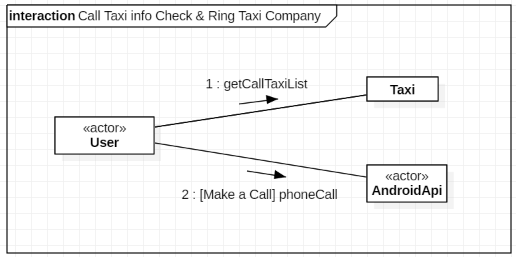 interaction Call Taxi info Check & Ring Taxi Company
1 : getCallTaxiList
Taxi
«actor»
User
«actor»
AndroidApi
2 : [Make a Call] phoneCall